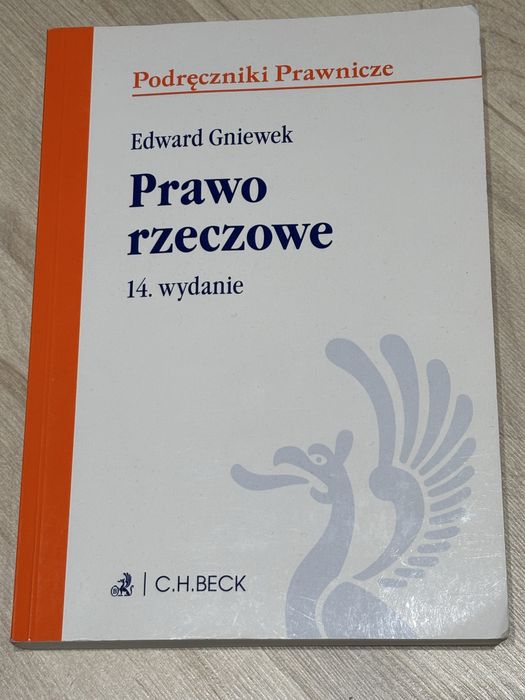 Podręczniki Prawnicze
Edward Gniewek
Prawo
rzeczowe
14. wydanie
C.H.BECK